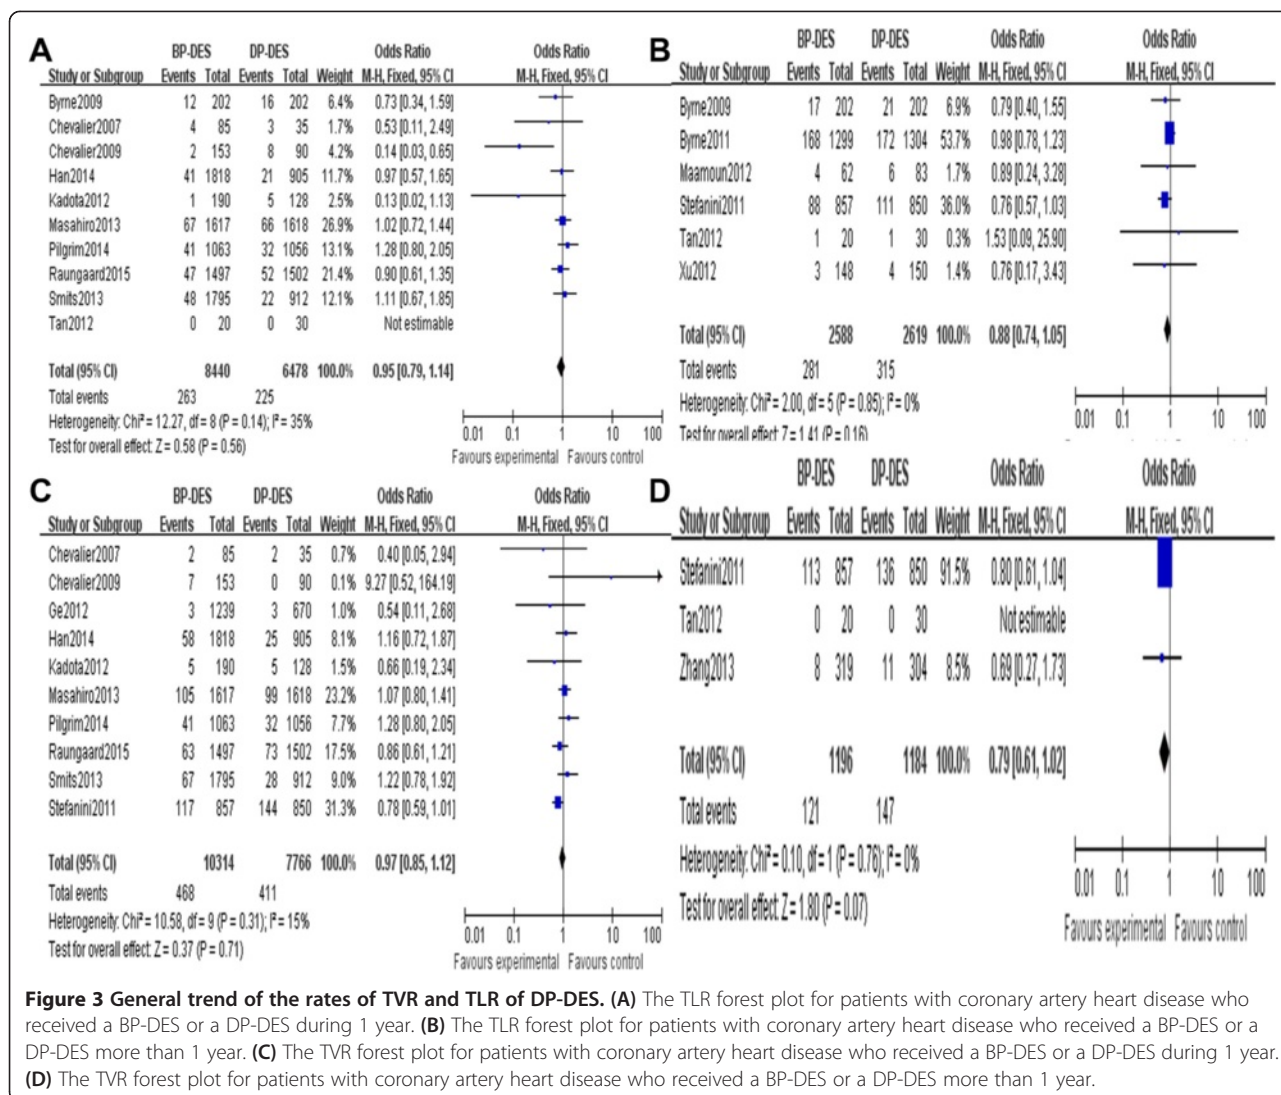 A
BP-DES DP-DES Odds Ratio Odds Ratio
Study or Subgroup Events Total Events Total Weight M-H, Fixed, 95% CI M-H, Fixed, 95% CI
Byrne2009 12 202 16 202 6.4% 0.73 [0.34, 1.59]
Chevalier2007 4 85 3 35 1.7% 0.53 [0.11, 2.49]
Chevalier2009 2 153 8 90 4.2% 0.14 [0.03, 0.65]
Han2014 41 1818 21 905 11.7% 0.97 [0.57, 1.65]
Kadota2012 1 190 5 128 2.5% 0.13 [0.02, 1.13]
Masahiro2013 67 1617 66 1618 26.9% 1.02 [0.72, 1.44]
Pilgrim2014 41 1063 32 1056 13.1% 1.28 [0.80, 2.05]
Raungaard2015 47 1497 52 1502 21.4% 0.90 [0.61, 1.35]
Smits2013 48 1795 22 912 12.1% 1.11 [0.67, 1.85]
Tan2012 0 20 0 30 Not estimable
Total (95% CI) 8440 6478 100.0% 0.95 [0.79, 1.14]
Total events 263 225
Heterogeneity: Chi² = 12.27, df = 8 (P = 0.14); I² = 35%
Test for overall effect: Z = 0.58 (P = 0.56)
0.01 0.1 1 10 100
Favours experimental Favours control
B
BP-DES DP-DES Odds Ratio Odds Ratio
Study or Subgroup Events Total Events Total Weight M-H, Fixed, 95% CI M-H, Fixed, 95% CI
Byrne2009 17 202 21 202 6.9% 0.79 [0.40, 1.55]
Byrne2011 168 1299 172 1304 53.7% 0.98 [0.78, 1.23]
Maamoun2012 4 62 6 83 1.7% 0.89 [0.24, 3.28]
Stefanini2011 88 857 111 850 36.0% 0.76 [0.57, 1.03]
Tan2012 1 20 1 30 0.3% 1.53 [0.09, 25.90]
Xu2012 3 148 4 150 1.4% 0.76 [0.17, 3.43]
Total (95% CI) 2588 2619 100.0% 0.88 [0.74, 1.05]
Total events 281 315
Heterogeneity: Chi² = 2.00, df = 5 (P = 0.85); I² = 0%
Test for overall effect: Z = 1.41 (P = 0.16)
0.01 0.1 1 10 100
C
BP-DES DP-DES Odds Ratio Odds Ratio
Study or Subgroup Events Total Events Total Weight M-H, Fixed, 95% CI M-H, Fixed, 95% CI
Chevalier2007 2 85 2 35 0.7% 0.40 [0.05, 2.94]
Chevalier2009 7 153 0 90 0.1% 9.27 [0.52, 164.19]
Ge2012 3 1239 3 670 1.0% 0.54 [0.11, 2.68]
Han2014 58 1818 25 905 8.1% 1.16 [0.72, 1.87]
Kadota2012 5 190 5 128 1.5% 0.66 [0.19, 2.34]
Masahiro2013 105 1617 99 1618 23.2% 1.07 [0.80, 1.41]
Pilgrim2014 41 1063 32 1056 7.7% 1.28 [0.80, 2.05]
Raungaard2015 63 1497 73 1502 17.5% 0.86 [0.61, 1.21]
Smits2013 67 1795 28 912 9.0% 1.22 [0.78, 1.92]
Stefanini2011 117 857 144 850 31.3% 0.78 [0.59, 1.01]
Total (95% CI) 10314 7766 100.0% 0.97 [0.85, 1.12]
Total events 468 411
Heterogeneity: Chi² = 10.58, df = 9 (P = 0.31); I² = 15%
Test for overall effect: Z = 0.37 (P = 0.71)
0.01 0.1 1 10 100
Favours experimental Favours control
D
BP-DES DP-DES Odds Ratio Odds Ratio
Study or Subgroup Events Total Events Total Weight M-H, Fixed, 95% CI M-H, Fixed, 95% CI
Stefanini2011 113 857 136 850 91.5% 0.80 [0.61, 1.04]
Tan2012 0 20 0 30 Not estimable
Zhang2013 8 319 11 304 8.5% 0.69 [0.27, 1.73]
Total (95% CI) 1196 1184 100.0% 0.79 [0.61, 1.02]
Total events 121 147
Heterogeneity: Chi² = 0.10, df = 1 (P = 0.76); I² = 0%
Test for overall effect: Z = 1.80 (P = 0.07)
0.01 0.1 1 10 100
Favours experimental Favours control
Figure 3 General trend of the rates of TVR and TLR of DP-DES. (A) The TLR forest plot for patients with coronary artery heart disease who
received a BP-DES or a DP-DES during 1 year. (B) The TLR forest plot for patients with coronary artery heart disease who received a BP-DES or a
DP-DES more than 1 year. (C) The TVR forest plot for patients with coronary artery heart disease who received a BP-DES or a DP-DES during 1 year.
(D) The TVR forest plot for patients with coronary artery heart disease who received a BP-DES or a DP-DES more than 1 year.